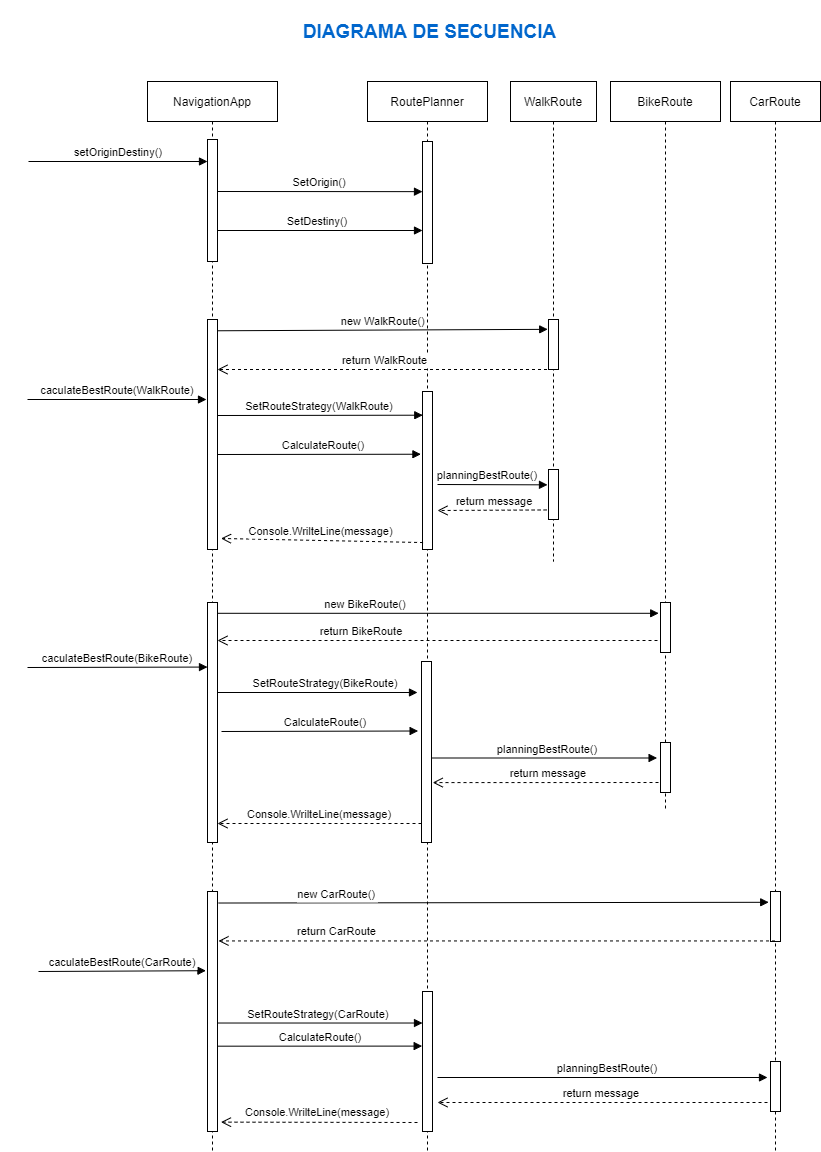 DIAGRAMA DE SECUENCIA
NavigationApp
RoutePlanner
WalkRoute
BikeRoute
CarRoute
setOriginDestiny()
SetOrigin()
SetDestiny()
new WalkRoute()
return WalkRoute
caculateBestRoute(WalkRoute)
SetRouteStrategy(WalkRoute)
CalculateRoute()
planningBestRoute()
return message
Console.WrilteLine(message)
new BikeRoute()
return BikeRoute
caculateBestRoute(BikeRoute)
SetRouteStrategy(BikeRoute)
CalculateRoute()
planningBestRoute()
return message
Console.WrilteLine(message)
new CarRoute()
return CarRoute
caculateBestRoute(CarRoute)
SetRouteStrategy(CarRoute)
CalculateRoute()
planningBestRoute()
return message
Console.WrilteLine(message)